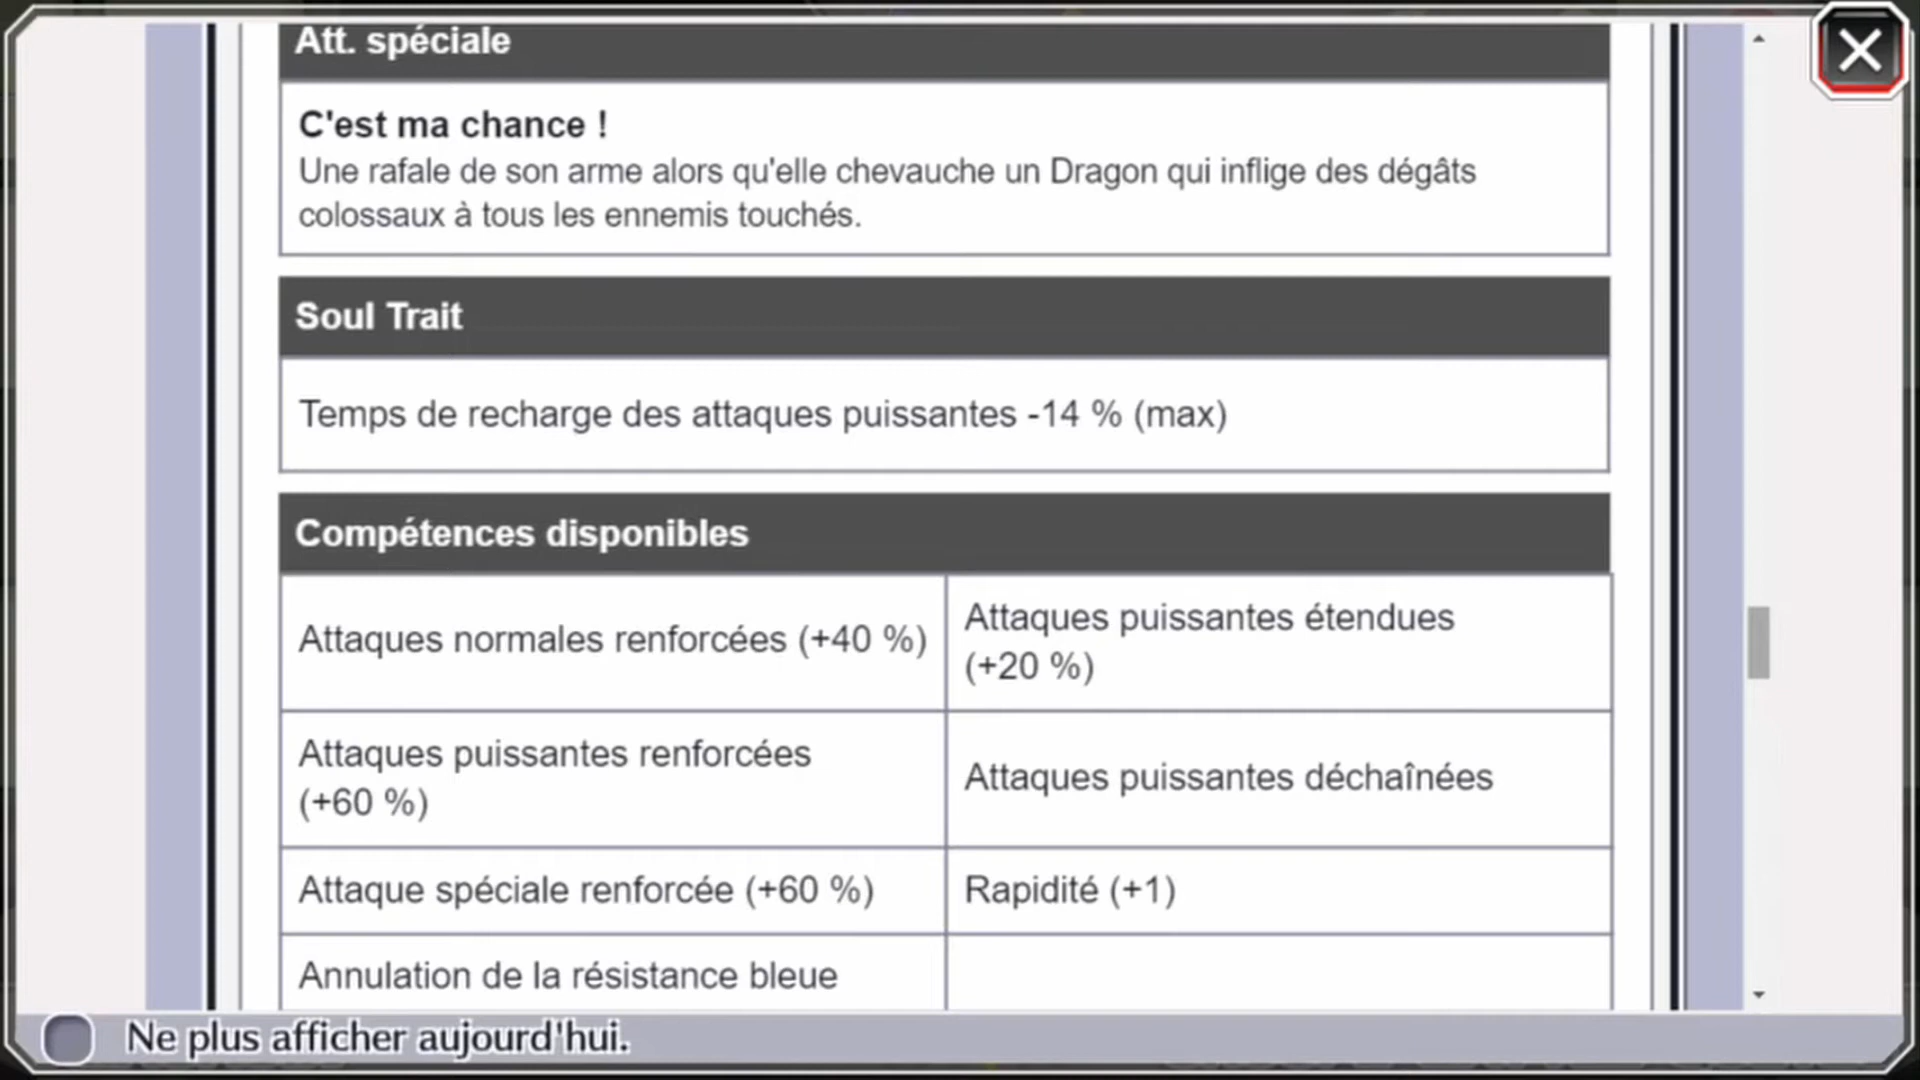 Att. spéciale
C'est ma chance !
Une rafale de son arme alors qu'elle chevauche un Dragon qui inflige des dégâts
colossaux à tous les ennemis touchés.
Soul Trait
Temps de recharge des attaques puissantes -14 % (max)
Compétences disponibles
Attaques normales renforcées (+40 %)
Attaques puissantes étendues
(+20 %)
Attaques puissantes renforcées
(+60 %)
Attaques puissantes déchaînées
Attaque spéciale renforcée (+60 %)
Rapidité (+1)
Annulation de la résistance bleue
Ne plus afficher aujourd'hui.